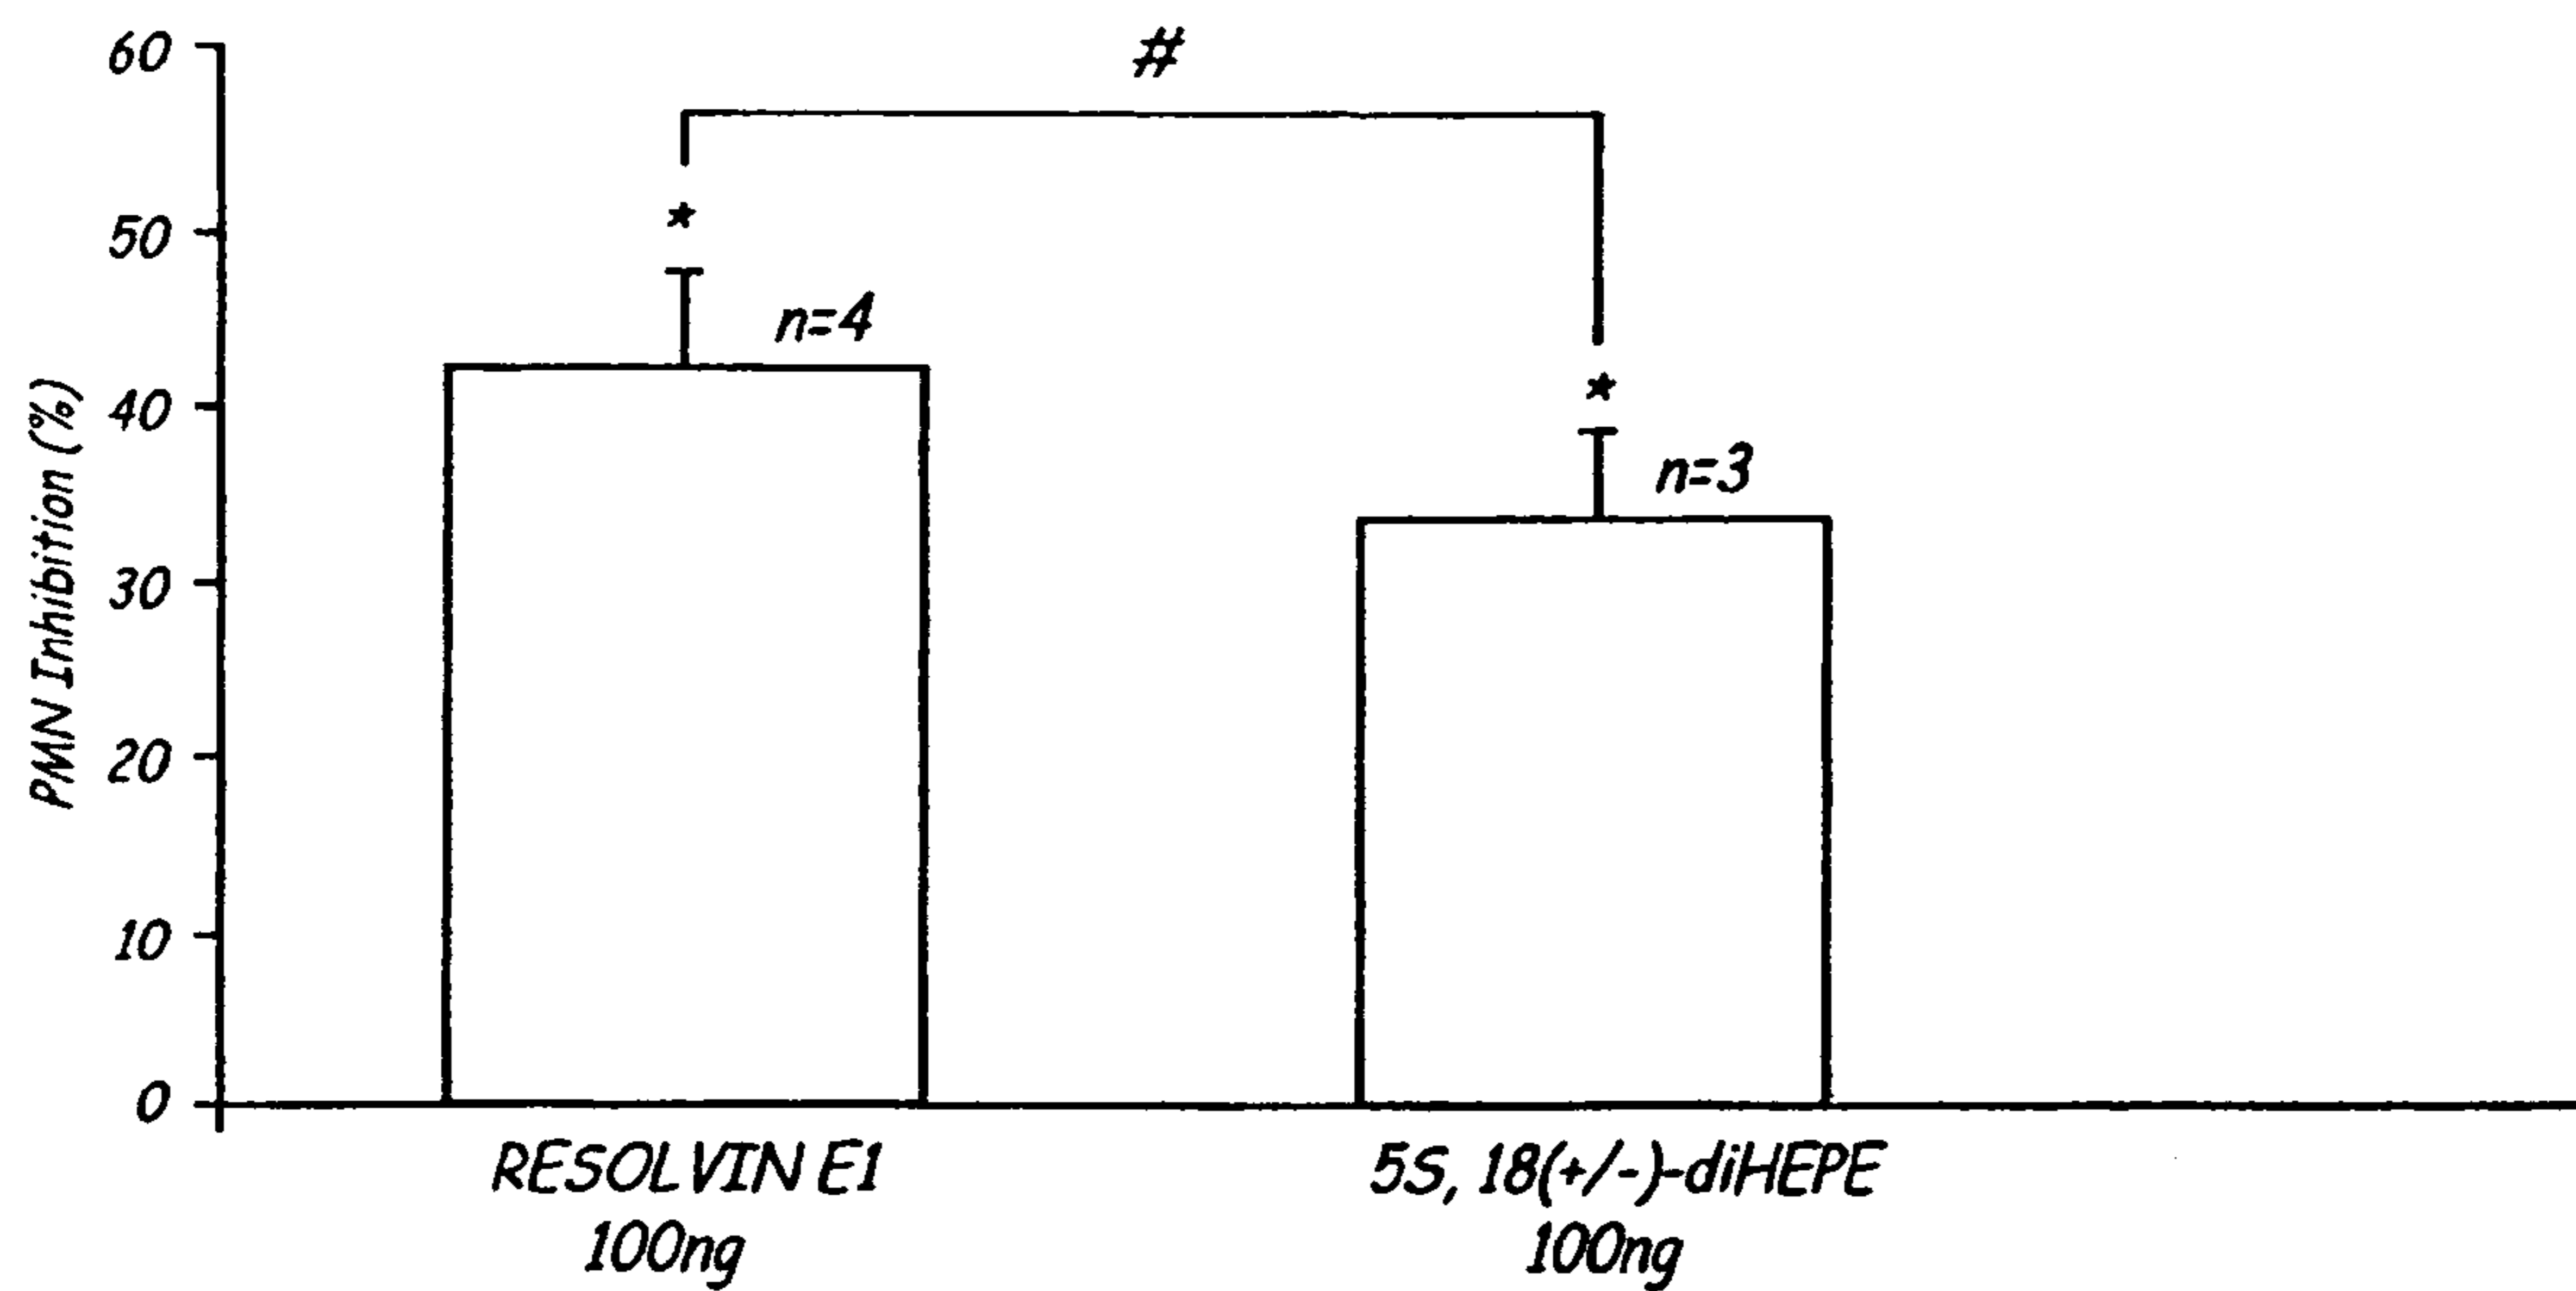 60
#
50
*
n=4
40
*
n=3
30
20
10
0
PMN Inhibition (%)
RESOLVIN E1
100ng
5S, 18(+/-)-diHEPE
100ng